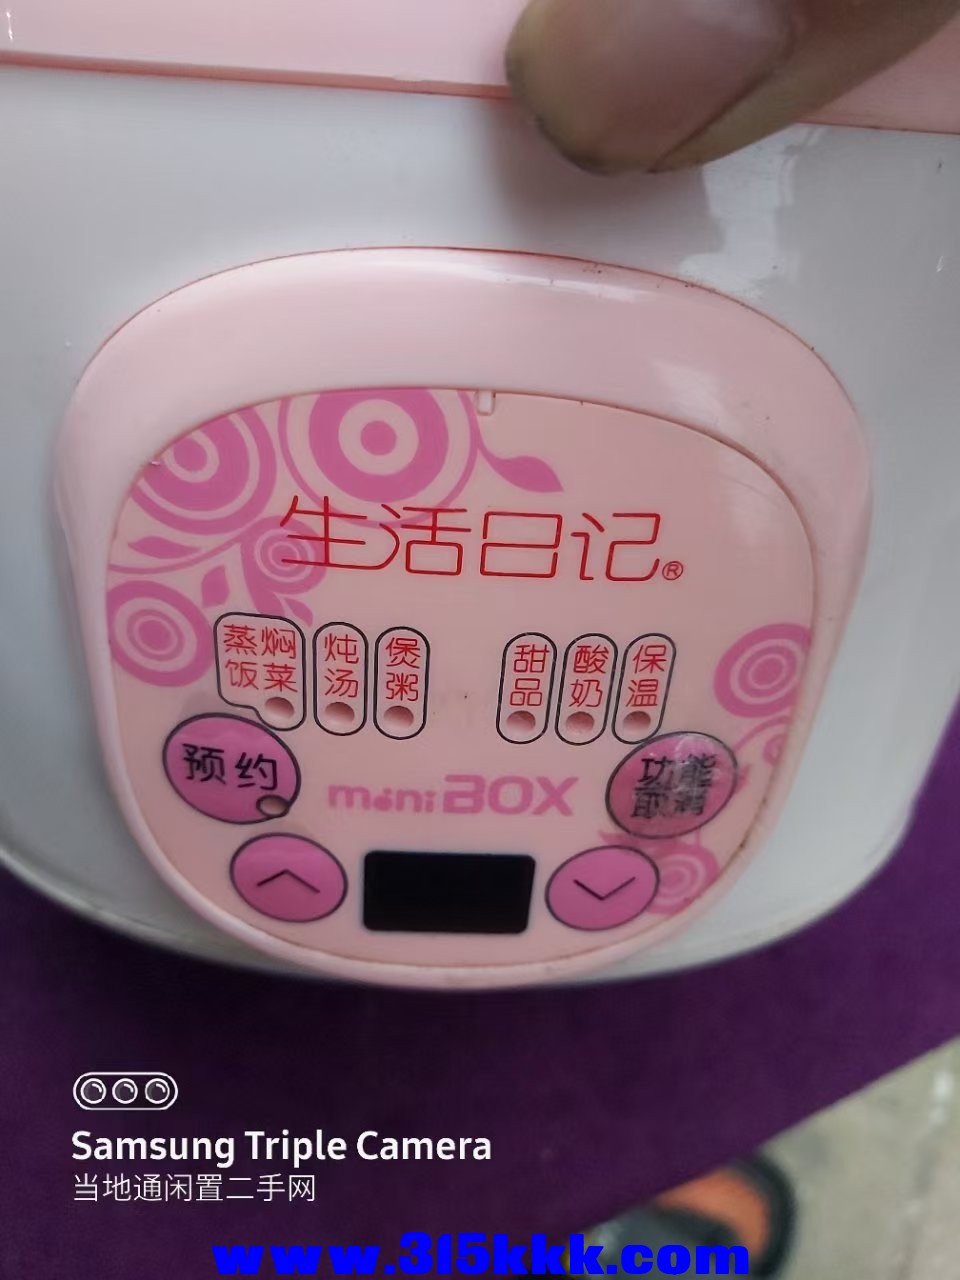 生活日记®
蒸焖 炖 煲 甜 酸 保
饭菜 汤 粥 品 奶 温
预约
功能
取消
mini BOX
Samsung Triple Camera
当地通闲置二手网
www.315kkk.com